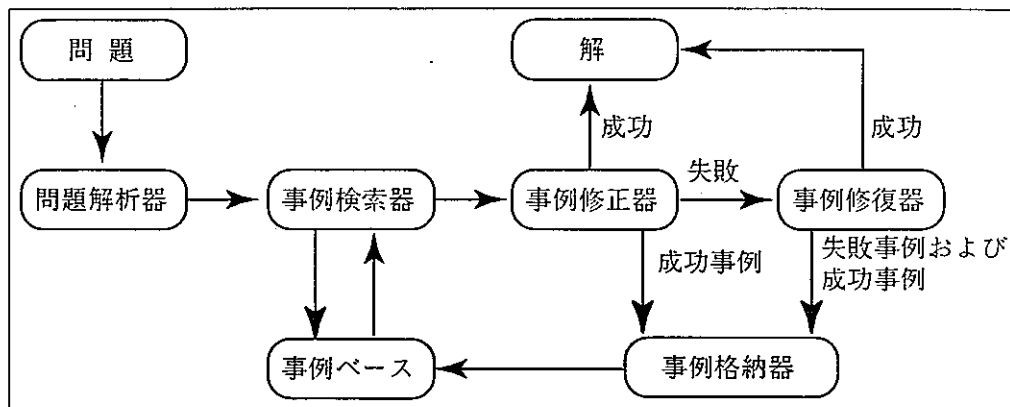 問題
解
成功
成功
失敗
問題解析器
事例検索器
事例修正器
事例修復器
成功事例
失敗事例および
成功事例
事例ベース
事例格納器